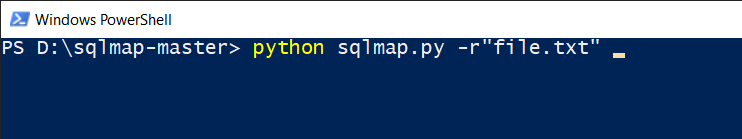 Windows PowerShell
PS D:\sqlmap-master> python sqlmap.py -r"file.txt" _